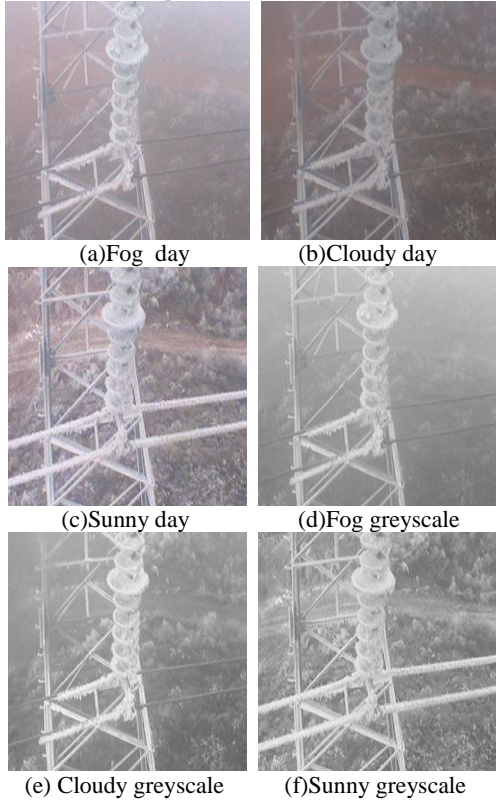 (a)Fog day
(b)Cloudy day
(c)Sunny day
(d)Fog greyscale
(e) Cloudy greyscale
(f)Sunny greyscale